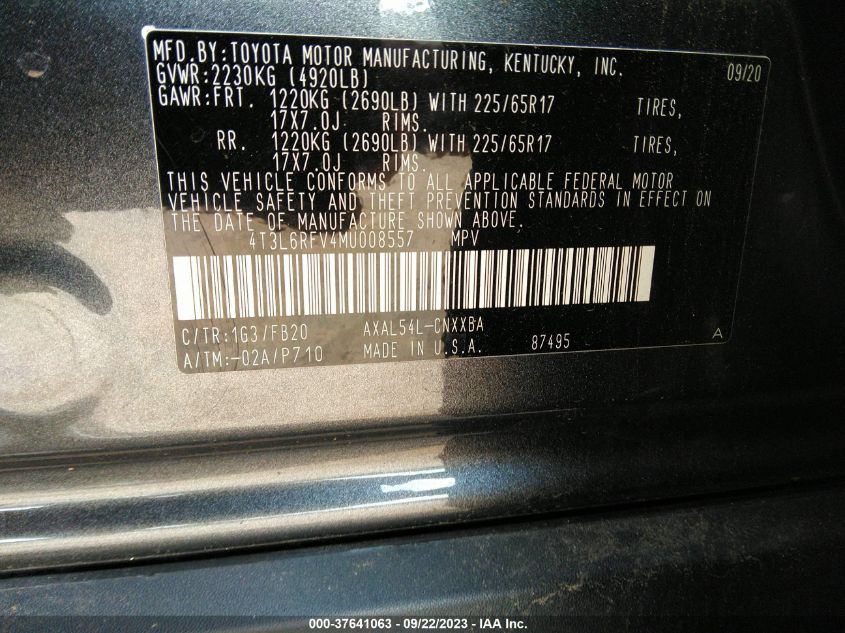 MFD.BY:TOYOTA MOTOR MANUFACTURING, KENTUCKY, INC. 09/20
GVWR:2230KG (4920LB)
GAWR:FRT. 1220KG (2690LB) WITH 225/65R17 TIRES,
17X7.0J RIMS.
RR. 1220KG (2690LB) WITH 225/65R17 TIRES,
17X7.0J RIMS.
THIS VEHICLE CONFORMS TO ALL APPLICABLE FEDERAL MOTOR
VEHICLE SAFETY AND THEFT PREVENTION STANDARDS IN EFFECT ON
THE DATE OF MANUFACTURE SHOWN ABOVE.
4T3L6RFV4MU008557 MPV
C/TR:1G3/FB20 AXAL54L-CNXXBA
A/TM:-02A/P710 MADE IN U.S.A. 87495 A
000-37641063 - 09/22/2023 - IAA Inc.